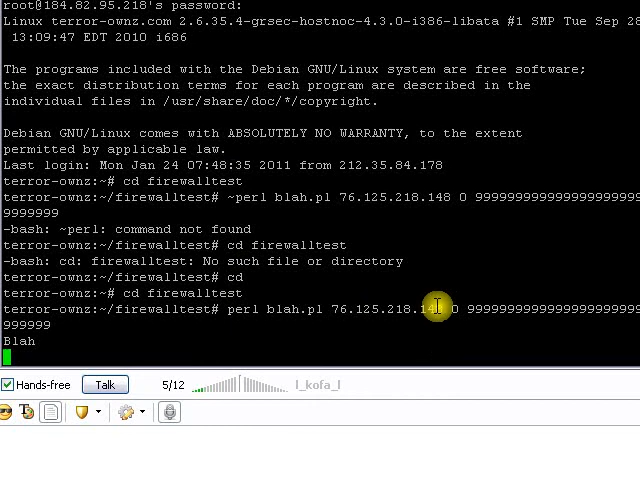 root@184.82.95.218's password:
Linux terror-ownz.com 2.6.35.4-grsec-hostnoc-4.3.0-i386-libata #1 SMP Tue Sep 28
13:09:47 EDT 2010 i686
The programs included with the Debian GNU/Linux system are free software;
the exact distribution terms for each program are described in the
individual files in /usr/share/doc/*/copyright.
Debian GNU/Linux comes with ABSOLUTELY NO WARRANTY, to the extent
permitted by applicable law.
Last login: Mon Jan 24 07:48:35 2011 from 212.35.84.178
terror-ownz:~# cd firewalltest
terror-ownz:~/firewalltest# ~perl blah.pl 76.125.218.148 0 999999999999999999999
9999999
-bash: ~perl: command not found
terror-ownz:~/firewalltest# cd firewalltest
-bash: cd: firewalltest: No such file or directory
terror-ownz:~/firewalltest# cd
terror-ownz:~# cd firewalltest
terror-ownz:~/firewalltest# perl blah.pl 76.125.218.148 0 9999999999999999999999
999999
Blah
Hands-free Talk 5/12 l_kofa_l